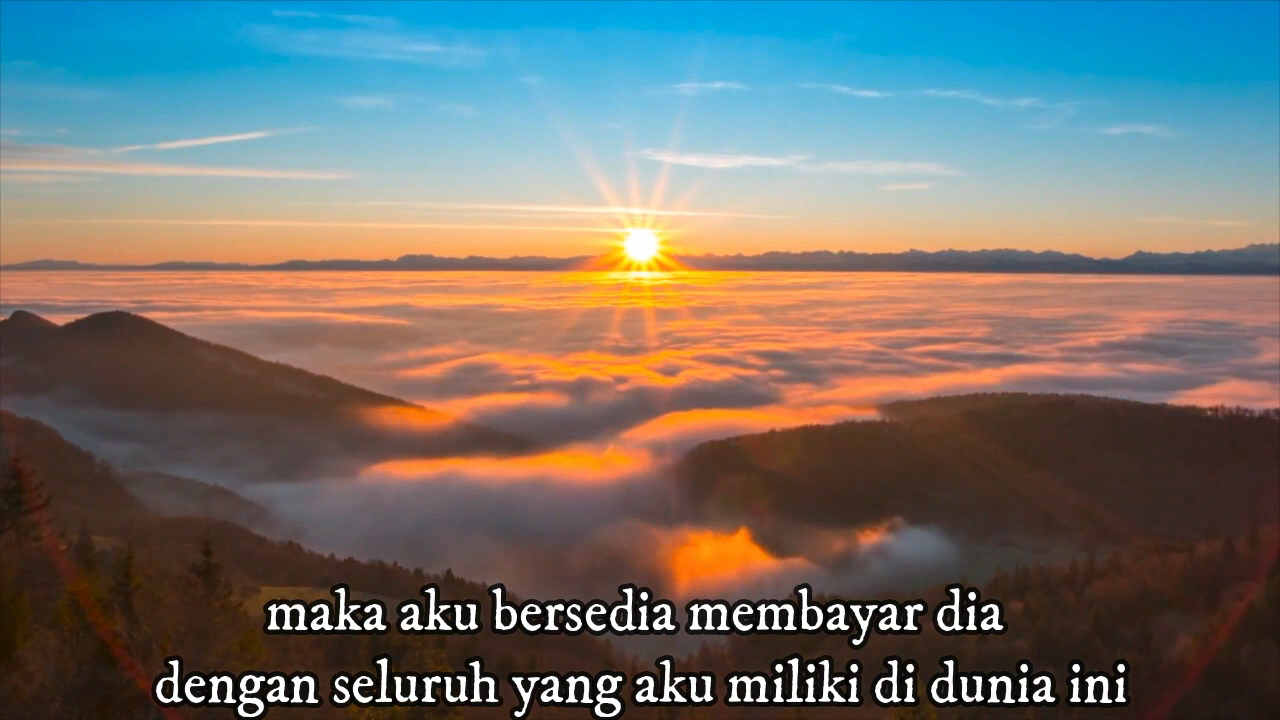 maka aku bersedia membayar dia
dengan seluruh yang aku miliki di dunia ini